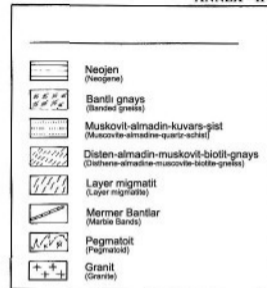 Neojen
(Neogene)
Bantlı gnays
(Banded gneiss)
Muskovit-almadin-kuvars-şist
(Muscovite-almadine-quartz-schist)
Disten-almadin-muskovit-biotit-gnays
(Disthene-almadine-muscovite-biotite-gneiss)
Layer migmatit
(Layer migmatite)
Mermer Bantlar
(Marble Bands)
Pegmatoit
(Pegmatoid)
Granit
(Granite)